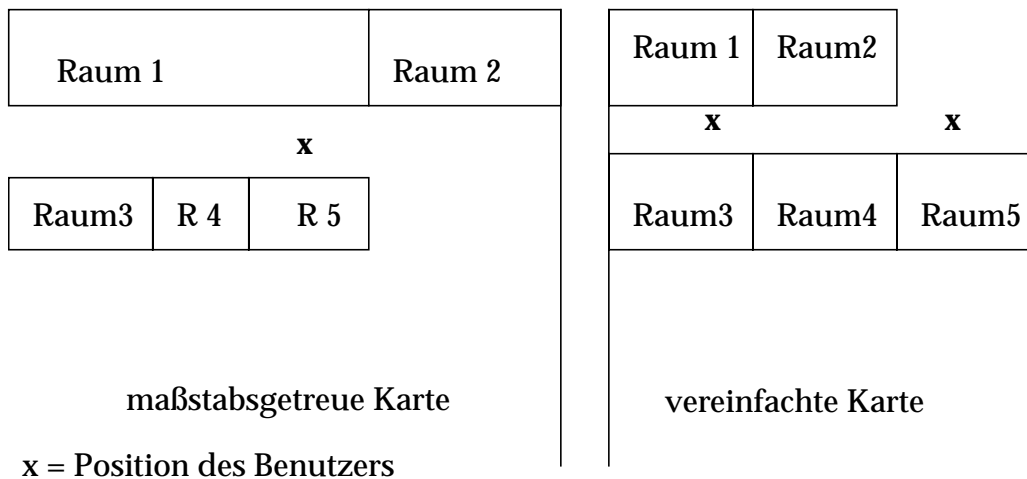 Raum 1 Raum 2
x
Raum3 R 4 R 5
maßstabsgetreue Karte
x = Position des Benutzers
Raum 1 Raum2
x x
Raum3 Raum4 Raum5
vereinfachte Karte